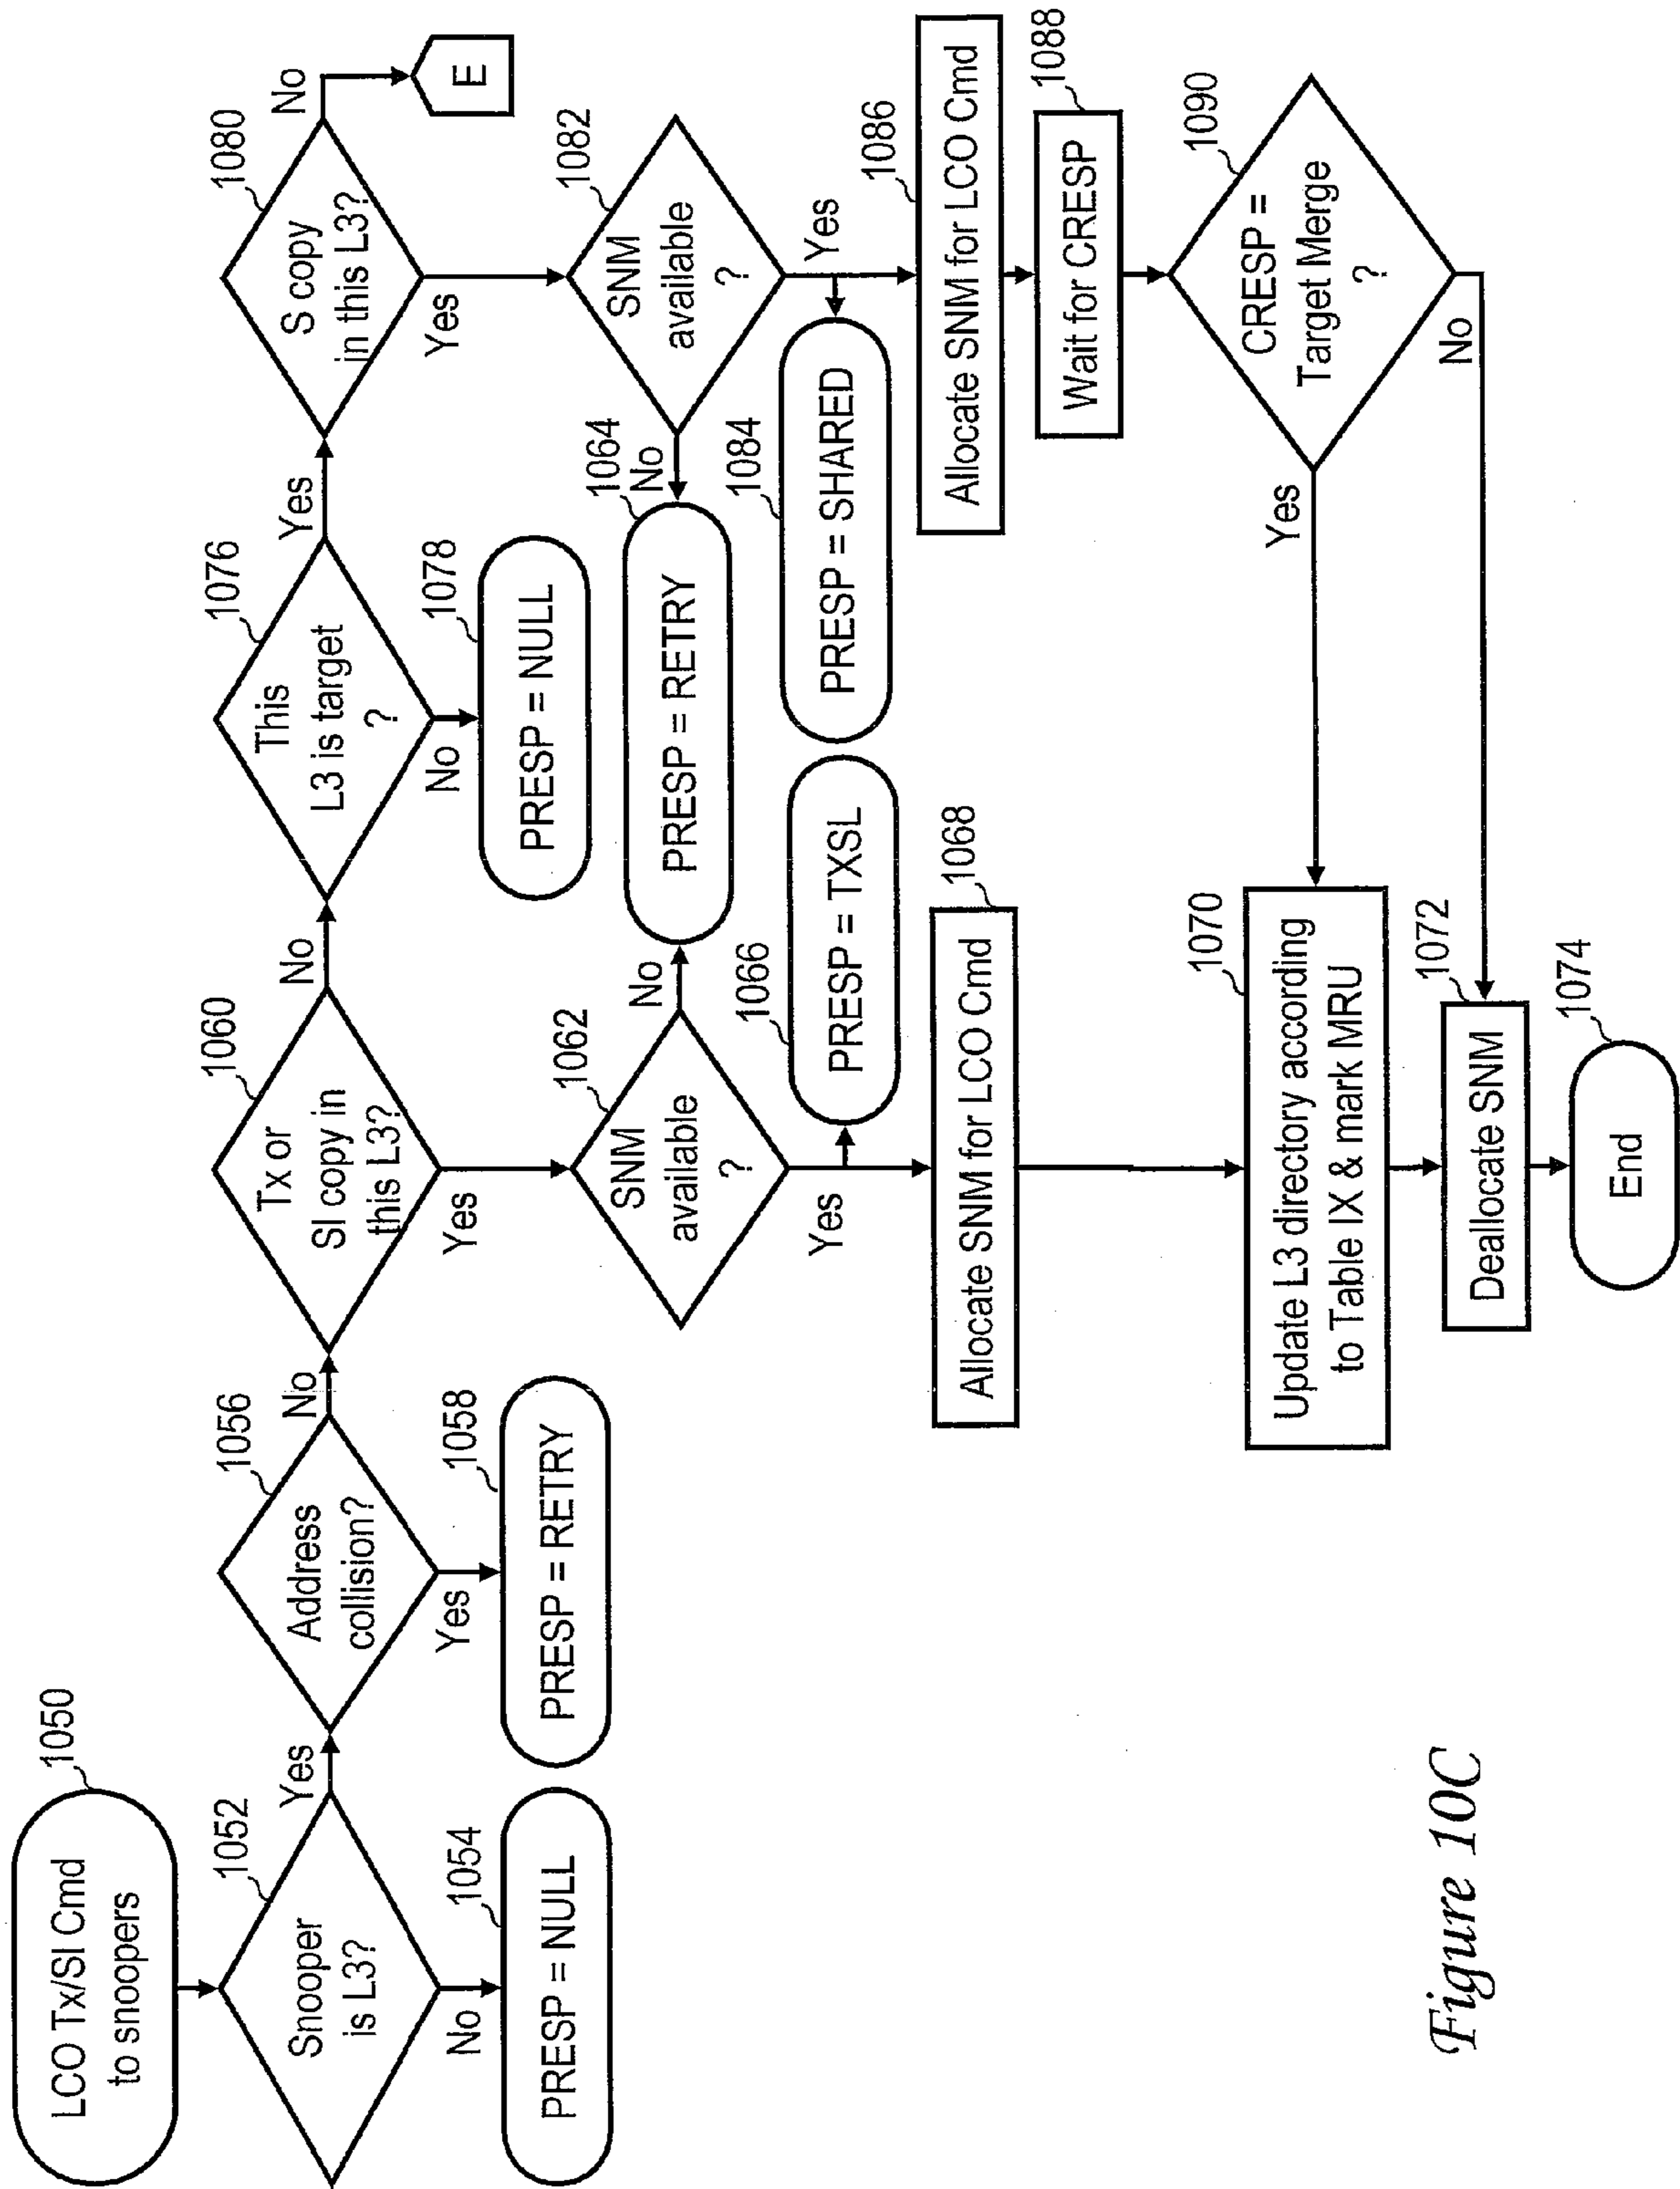 LCO Tx/Sl Cmd
to snoopers
1050
Snooper
is L3?
1052
Yes
No
PRESP = NULL
1054
Address
collision?
1056
No
Yes
PRESP = RETRY
1058
Tx or
Sl copy in
this L3?
1060
No
Yes
SNM
available
?
1062
No
Yes
PRESP = RETRY
1064
PRESP = TXSL
1066
Allocate SNM for LCO Cmd
1068
Update L3 directory according
to Table IX & mark MRU
1070
Deallocate SNM
1072
End
1074
This
L3 is target
?
1076
Yes
No
PRESP = NULL
1078
S copy
in this L3?
1080
No
E
Yes
SNM
available
?
1082
No
Yes
PRESP = SHARED
1084
Allocate SNM for LCO Cmd
1086
Wait for CRESP
1088
CRESP =
Target Merge
?
1090
Yes
No
Figure 10C